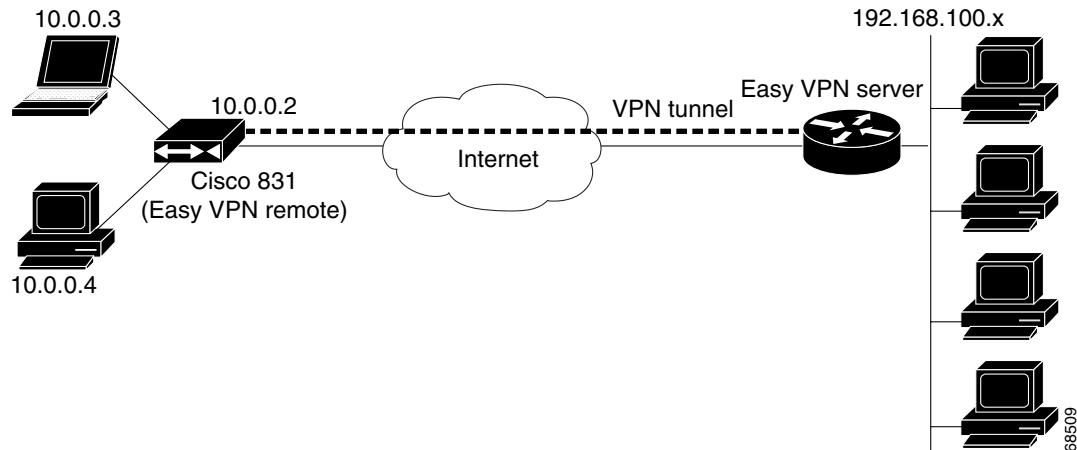 10.0.0.3
192.168.100.x
10.0.0.2
VPN tunnel
Easy VPN server
Internet
Cisco 831
(Easy VPN remote)
10.0.0.4
68509